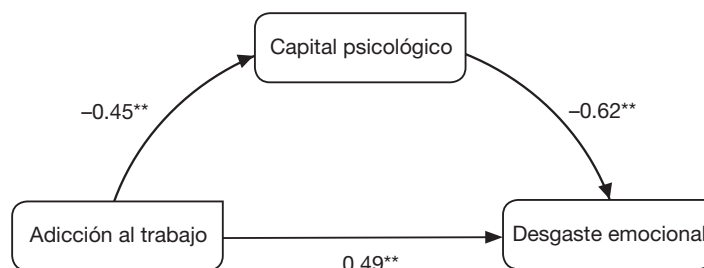 Capital psicológico
–0.45**
–0.62**
Adicción al trabajo
Desgaste emocional
0.49**